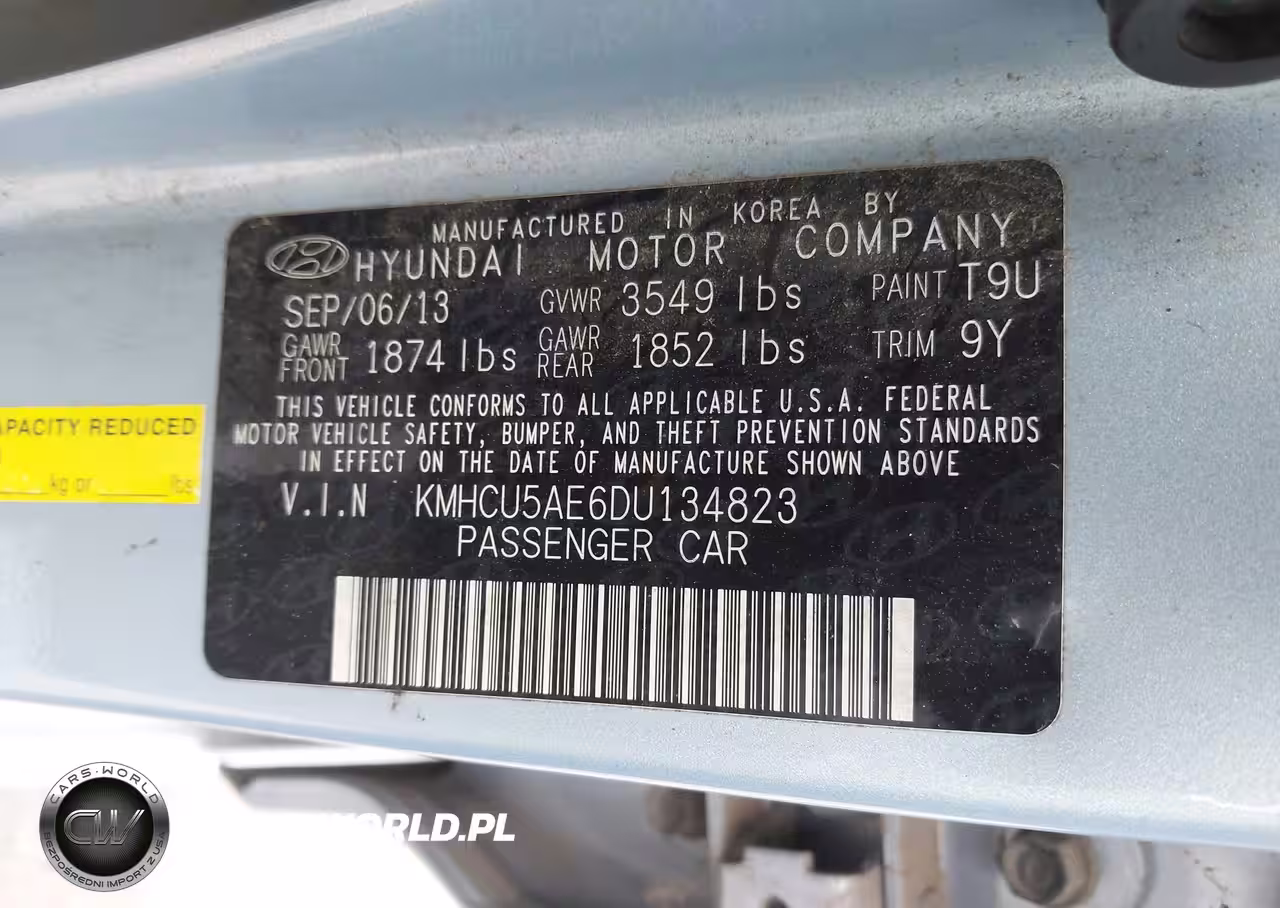 MANUFACTURED IN KOREA BY
HYUNDAI MOTOR COMPANY
SEP/06/13 GVWR 3549 lbs PAINT T9U
GAWR FRONT 1874 lbs GAWR REAR 1852 lbs TRIM 9Y
THIS VEHICLE CONFORMS TO ALL APPLICABLE U.S.A. FEDERAL
MOTOR VEHICLE SAFETY, BUMPER, AND THEFT PREVENTION STANDARDS
IN EFFECT ON THE DATE OF MANUFACTURE SHOWN ABOVE
V.I.N KMHCU5AE6DU134823
PASSENGER CAR
APACITY REDUCED
kg or lbs
CARS-WORLD
CW
BEZPOŚREDNI IMPORT Z USA
ORLD.PL